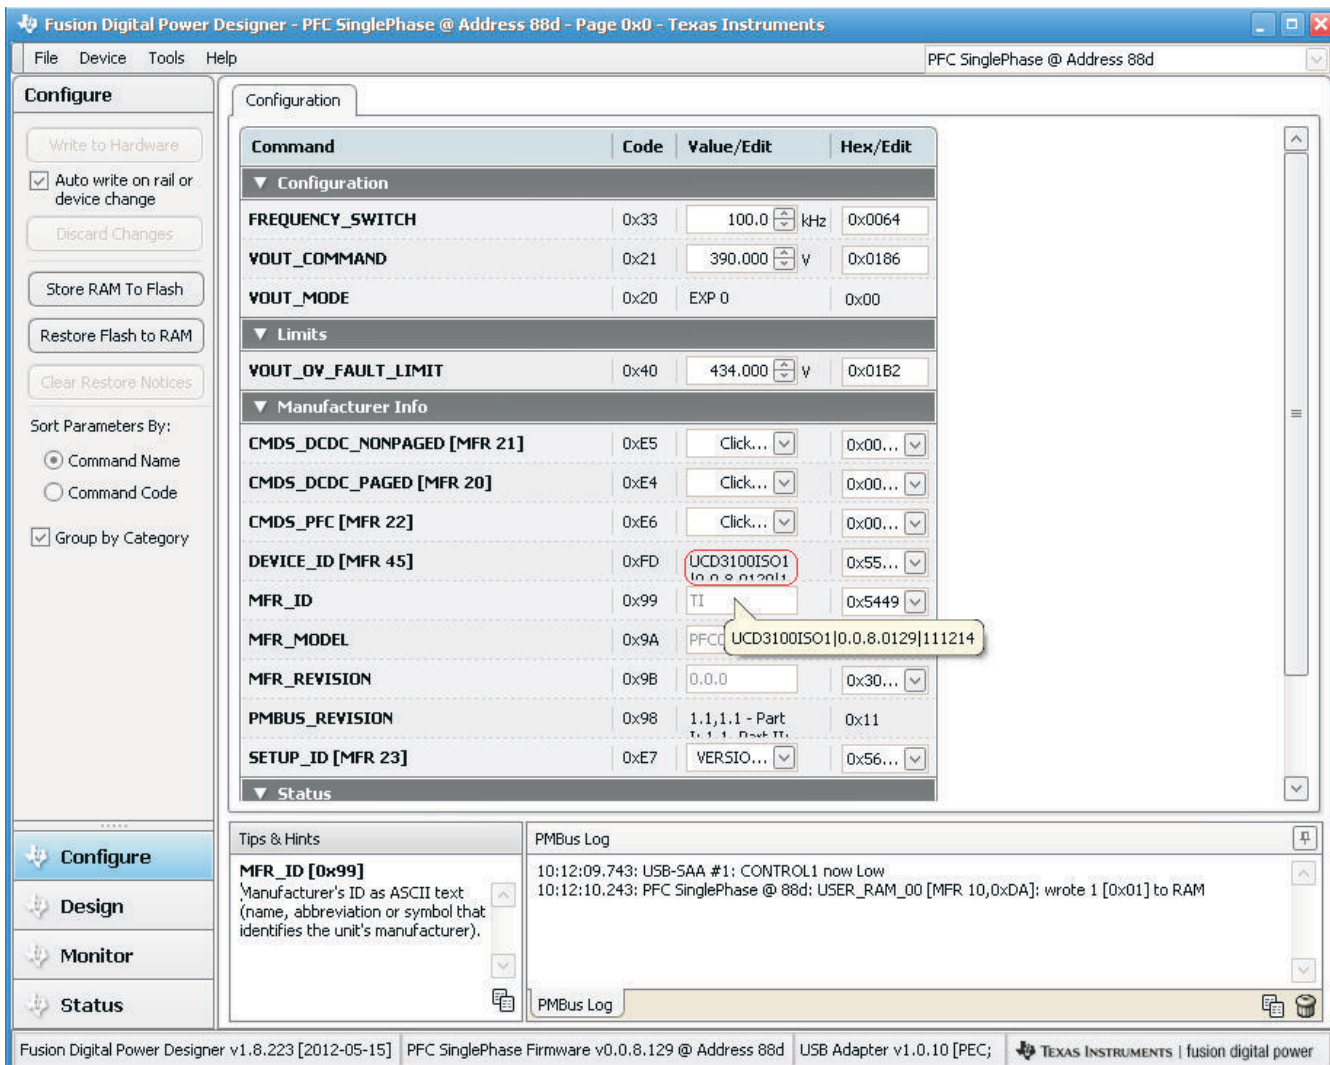 Fusion Digital Power Designer - PFC SinglePhase @ Address 88d - Page 0x0 - Texas Instruments
File Device Tools Help
PFC SinglePhase @ Address 88d
Configure
Write to Hardware
Auto write on rail or
device change
Discard Changes
Store RAM To Flash
Restore Flash to RAM
Clear Restore Notices
Sort Parameters By:
Command Name
Command Code
Group by Category
Configuration
Command Code Value/Edit Hex/Edit
Configuration
FREQUENCY_SWITCH 0x33 100.0 kHz 0x0064
VOUT_COMMAND 0x21 390.000 V 0x0186
VOUT_MODE 0x20 EXP 0 0x00
Limits
VOUT_OV_FAULT_LIMIT 0x40 434.000 V 0x01B2
Manufacturer Info
CMDS_DCDC_NONPAGED [MFR 21] 0xE5 Click... 0x00...
CMDS_DCDC_PAGED [MFR 20] 0xE4 Click... 0x00...
CMDS_PFC [MFR 22] 0xE6 Click... 0x00...
DEVICE_ID [MFR 45] 0xFD UCD3100ISO1 0x55...
|0.0.8.0129|1
MFR_ID 0x99 TI 0x5449
MFR_MODEL 0x9A PFC
UCD3100ISO1|0.0.8.0129|111214
MFR_REVISION 0x9B 0.0.0 0x30...
PMBUS_REVISION 0x98 1.1,1.1 - Part 0x11
I: 1.1, Part II:
SETUP_ID [MFR 23] 0xE7 VERSIO... 0x56...
Status
Configure
Design
Monitor
Status
Tips & Hints
MFR_ID [0x99]
Manufacturer's ID as ASCII text
(name, abbreviation or symbol that
identifies the unit's manufacturer).
PMBus Log
10:12:09.743: USB-SAA #1: CONTROL1 now Low
10:12:10.243: PFC SinglePhase @ 88d: USER_RAM_00 [MFR 10,0xDA]: wrote 1 [0x01] to RAM
PMBus Log
Fusion Digital Power Designer v1.8.223 [2012-05-15] PFC SinglePhase Firmware v0.0.8.129 @ Address 88d USB Adapter v1.0.10 [PEC; TEXAS INSTRUMENTS | fusion digital power